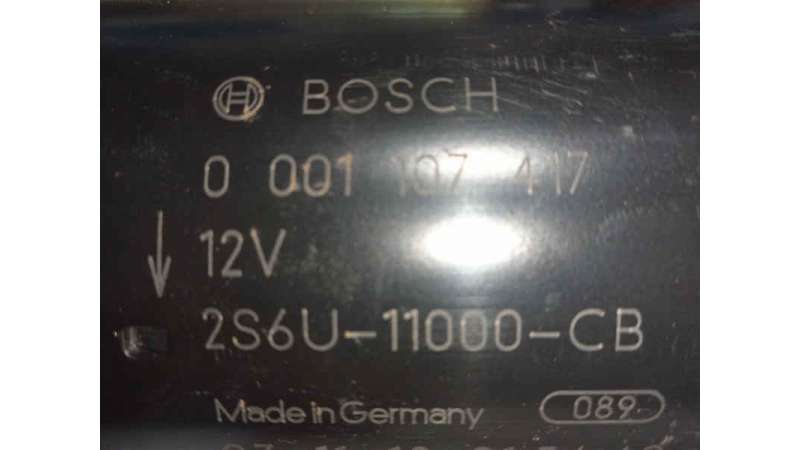 BOSCH
0 001 107 417
12V
2S6U-11000-CB
Made in Germany 089